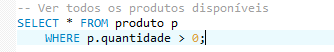 -- Ver todos os produtos disponíveis
SELECT * FROM produto p
WHERE p.quantidade > 0;